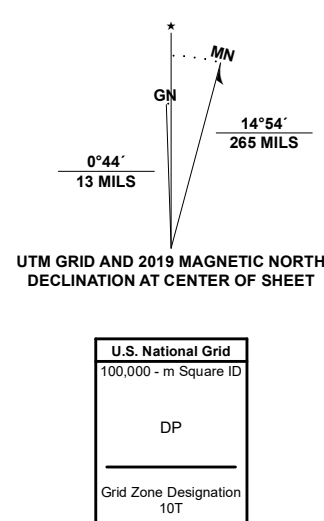 ★
MN
GN
14°54´
265 MILS
0°44´
13 MILS
UTM GRID AND 2019 MAGNETIC NORTH
DECLINATION AT CENTER OF SHEET
U.S. National Grid
100,000 - m Square ID
DP
Grid Zone Designation
10T